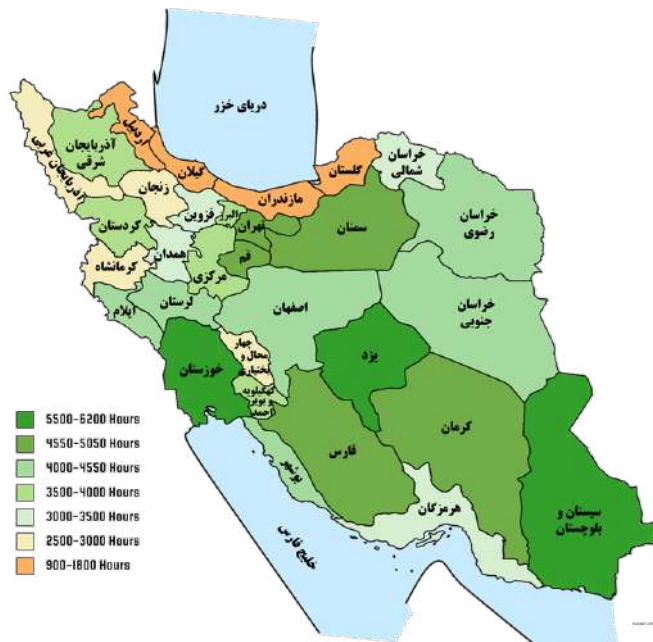 دریای خزر
اردبیل
آذربایجان
شرقی
آذربایجان غربی
گیلان
گلستان
مازندران
خراسان
شمالی
زنجان
قزوین
البرز
تهران
سمنان
خراسان
رضوی
کردستان
همدان
قم
مرکزی
کرمانشاه
لرستان
ایلام
اصفهان
خراسان
جنوبی
چهار
محال و
بختیاری
خوزستان
یزد
کهگیلویه
و بویر
احمد
کرمان
فارس
بوشهر
هرمزگان
سیستان و
بلوچستان
خلیج فارس
5500-6200 Hours
4550-5050 Hours
4000-4550 Hours
3500-4000 Hours
3000-3500 Hours
2500-3000 Hours
900-1800 Hours